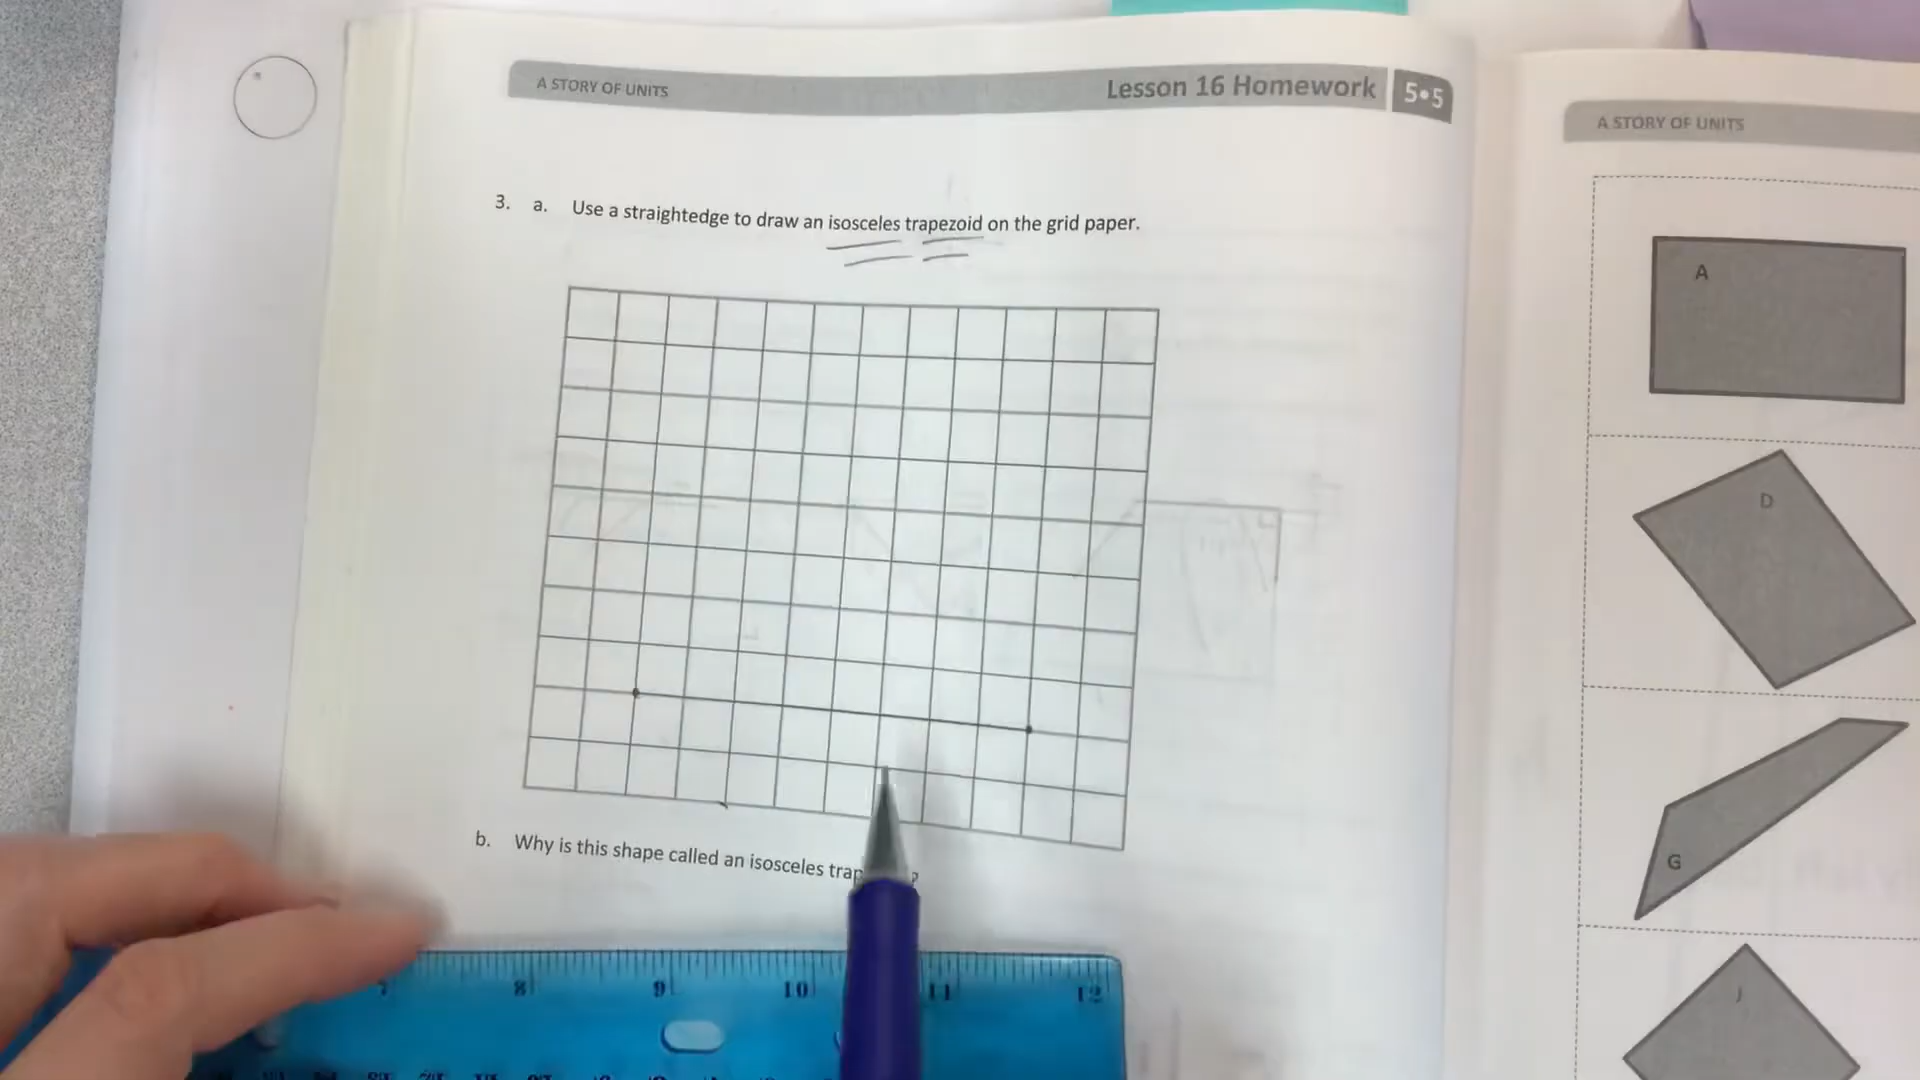 A STORY OF UNITS
Lesson 16 Homework 5•5
3. a. Use a straightedge to draw an isosceles trapezoid on the grid paper.
b. Why is this shape called an isosceles trap ?
8 9 10 11 12
A STORY OF UNITS
A
D
G
J